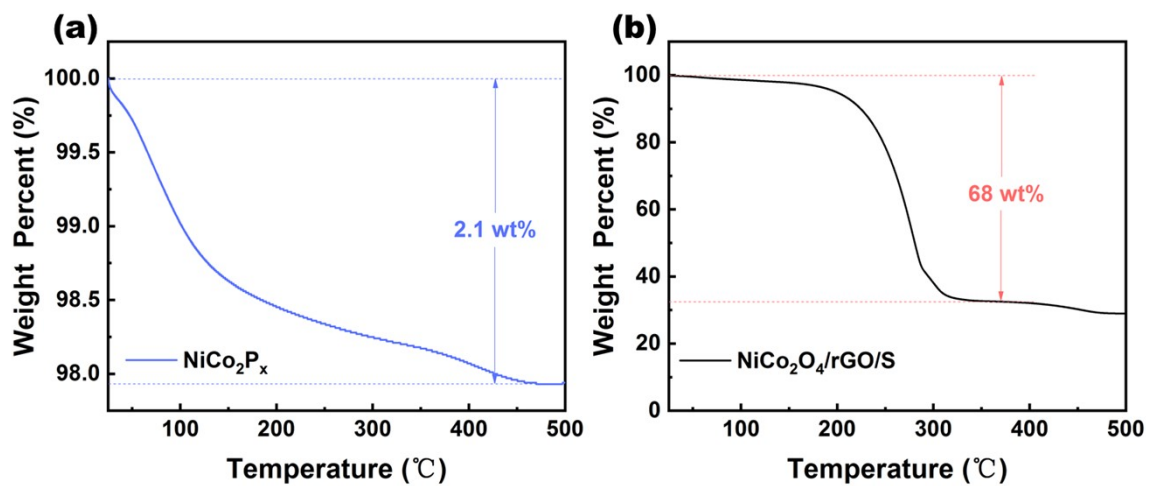 (a)
100.0
99.5
99.0
98.5
98.0
Weight Percent (%)
2.1 wt%
NiCo₂Pₓ
100 200 300 400 500
Temperature (℃)
(b)
100
80
60
40
20
0
Weight Percent (%)
68 wt%
NiCo₂O₄/rGO/S
100 200 300 400 500
Temperature (℃)